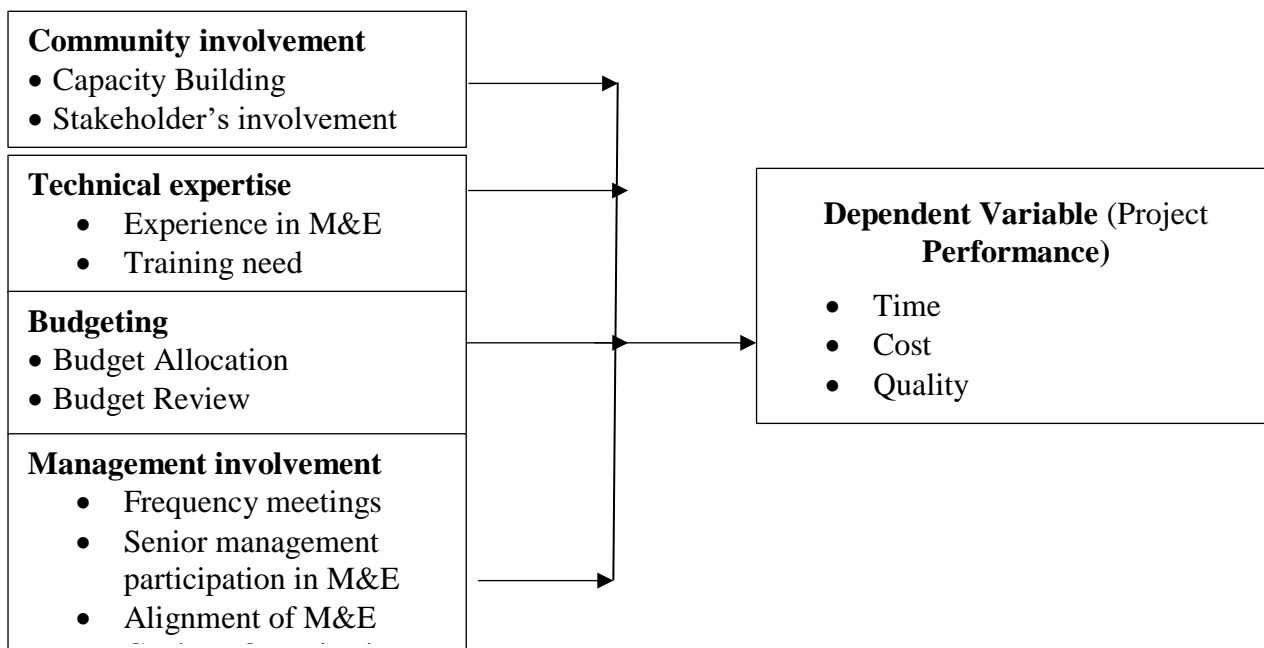 Community involvement
• Capacity Building
• Stakeholder’s involvement
Technical expertise
• Experience in M&E
• Training need
Budgeting
• Budget Allocation
• Budget Review
Management involvement
• Frequency meetings
• Senior management
participation in M&E
• Alignment of M&E
Dependent Variable (Project
Performance)
• Time
• Cost
• Quality